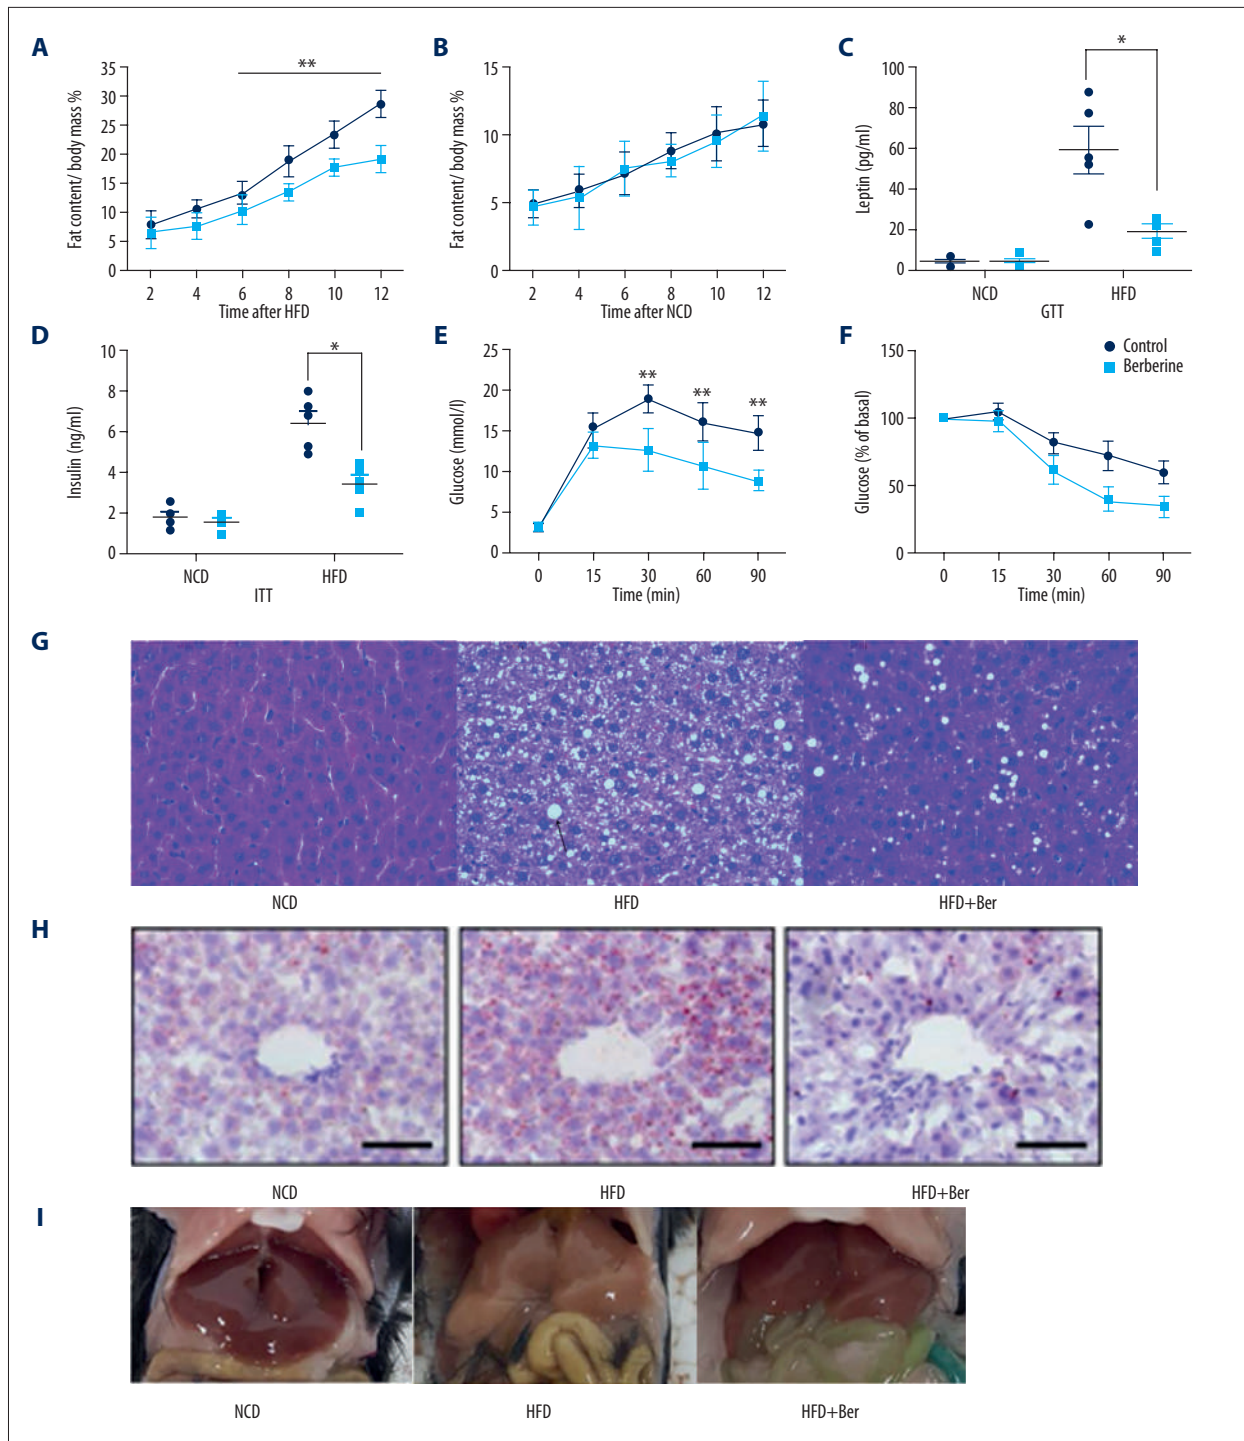 A
**
Fat content/ body mass %
35
30
25
20
15
10
5
0
2 4 6 8 10 12
Time after HFD
B
Fat content/ body mass %
15
10
5
0
2 4 6 8 10 12
Time after NCD
C
*
Leptin (pg/ml)
100
80
60
40
20
0
NCD HFD
GTT
D
*
Insulin (ng/ml)
10
8
6
4
2
0
NCD HFD
ITT
E
** ** **
Glucose (mmol/l)
25
20
15
10
5
0
0 15 30 60 90
Time (min)
F
Control
Berberine
Glucose (% of basal)
150
100
50
0
0 15 30 60 90
Time (min)
G
NCD HFD HFD+Ber
H
NCD HFD HFD+Ber
I
NCD HFD HFD+Ber